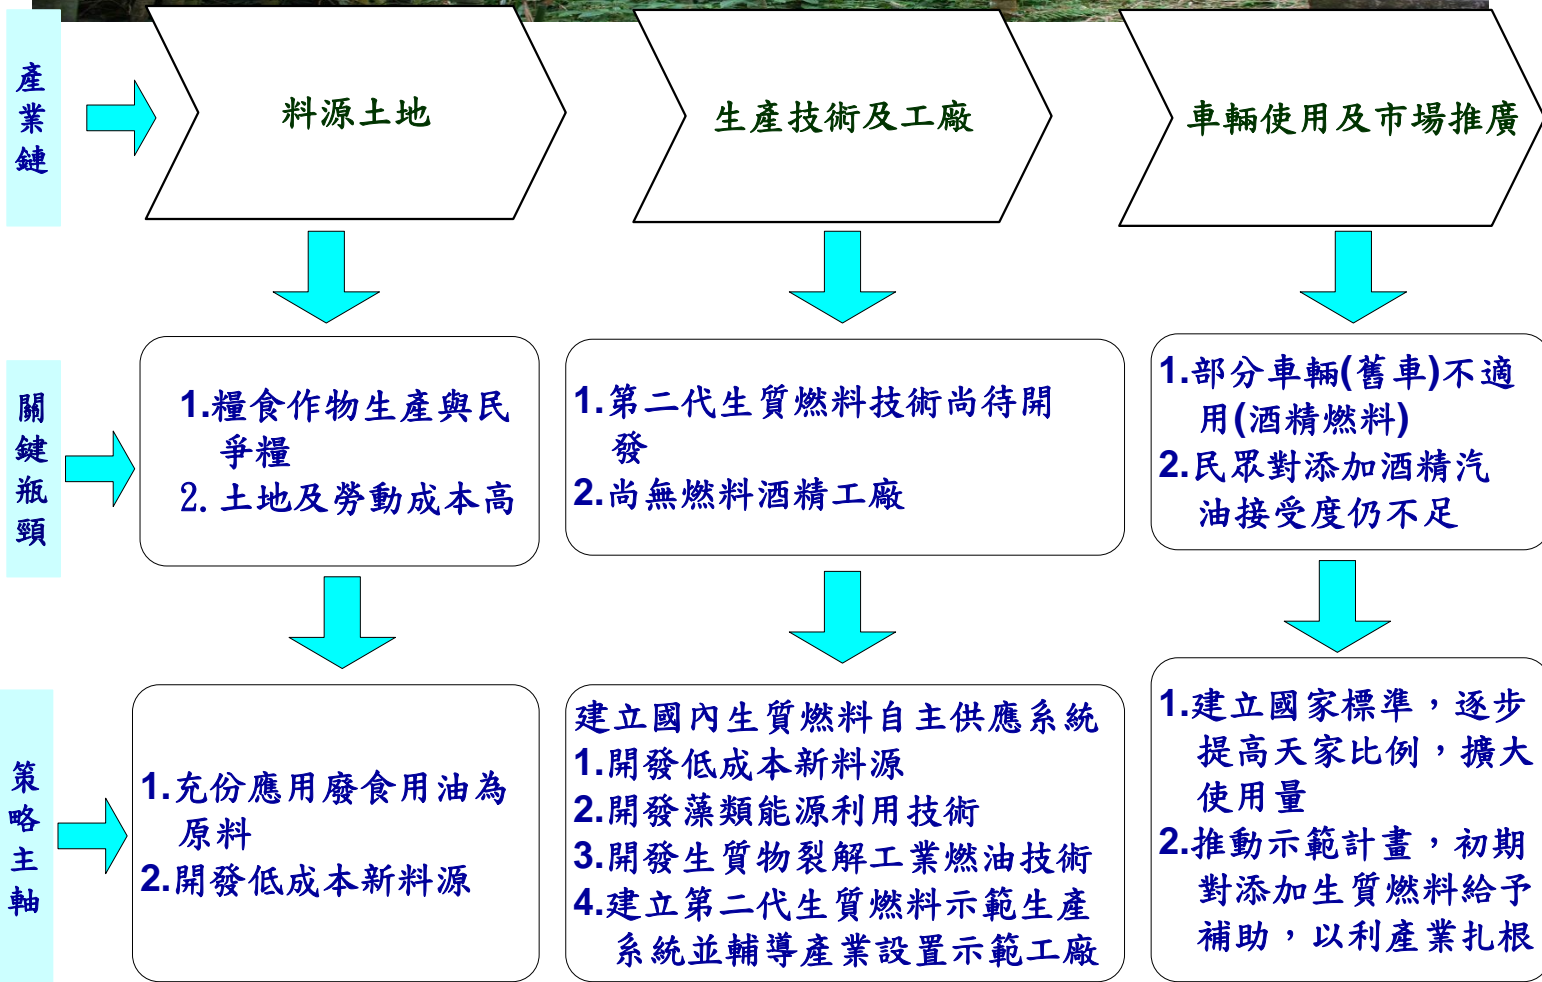 產業鏈
料源土地
生產技術及工廠
車輛使用及市場推廣
關鍵瓶頸
1.糧食作物生產與民
爭糧
2.土地及勞動成本高
1.第二代生質燃料技術尚待開
發
2.尚無燃料酒精工廠
1.部分車輛(舊車)不適
用(酒精燃料)
2.民眾對添加酒精汽
油接受度仍不足
策略主軸
1.充份應用廢食用油為
原料
2.開發低成本新料源
建立國內生質燃料自主供應系統
1.開發低成本新料源
2.開發藻類能源利用技術
3.開發生質物裂解工業燃油技術
4.建立第二代生質燃料示範生產
系統並輔導產業設置示範工廠
1.建立國家標準，逐步
提高天家比例，擴大
使用量
2.推動示範計畫，初期
對添加生質燃料給予
補助，以利產業扎根